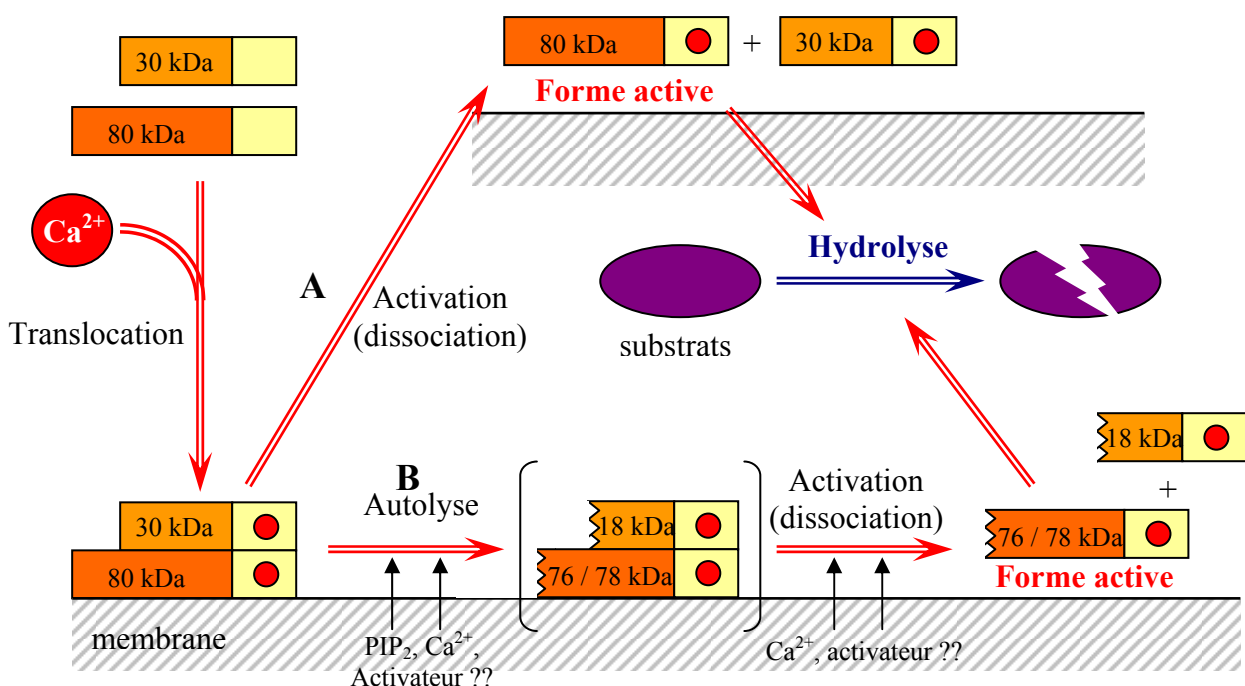 30 kDa
80 kDa
Ca²⁺
Translocation
30 kDa
80 kDa
membrane
A
Activation
(dissociation)
80 kDa
+
30 kDa
Forme active
Hydrolyse
substrats
B
Autolyse
PIP₂, Ca²⁺,
Activateur ??
18 kDa
76 / 78 kDa
Activation
(dissociation)
Ca²⁺, activateur ??
18 kDa
+
76 / 78 kDa
Forme active